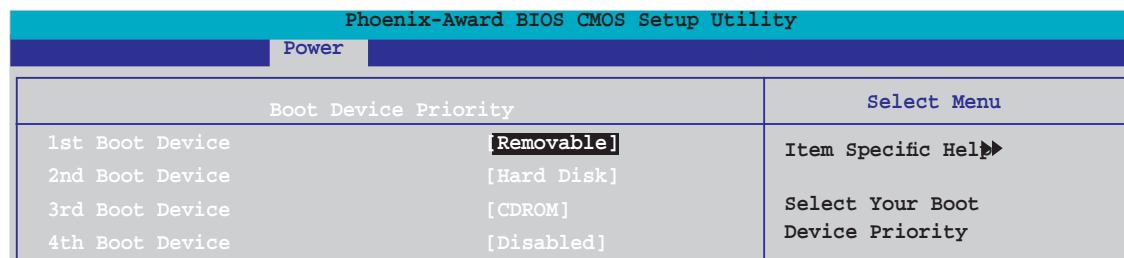 Phoenix-Award BIOS CMOS Setup Utility
Power
Boot Device Priority
Select Menu
1st Boot Device [Removable]
2nd Boot Device [Hard Disk]
3rd Boot Device [CDROM]
4th Boot Device [Disabled]
Item Specific Help
Select Your Boot
Device Priority